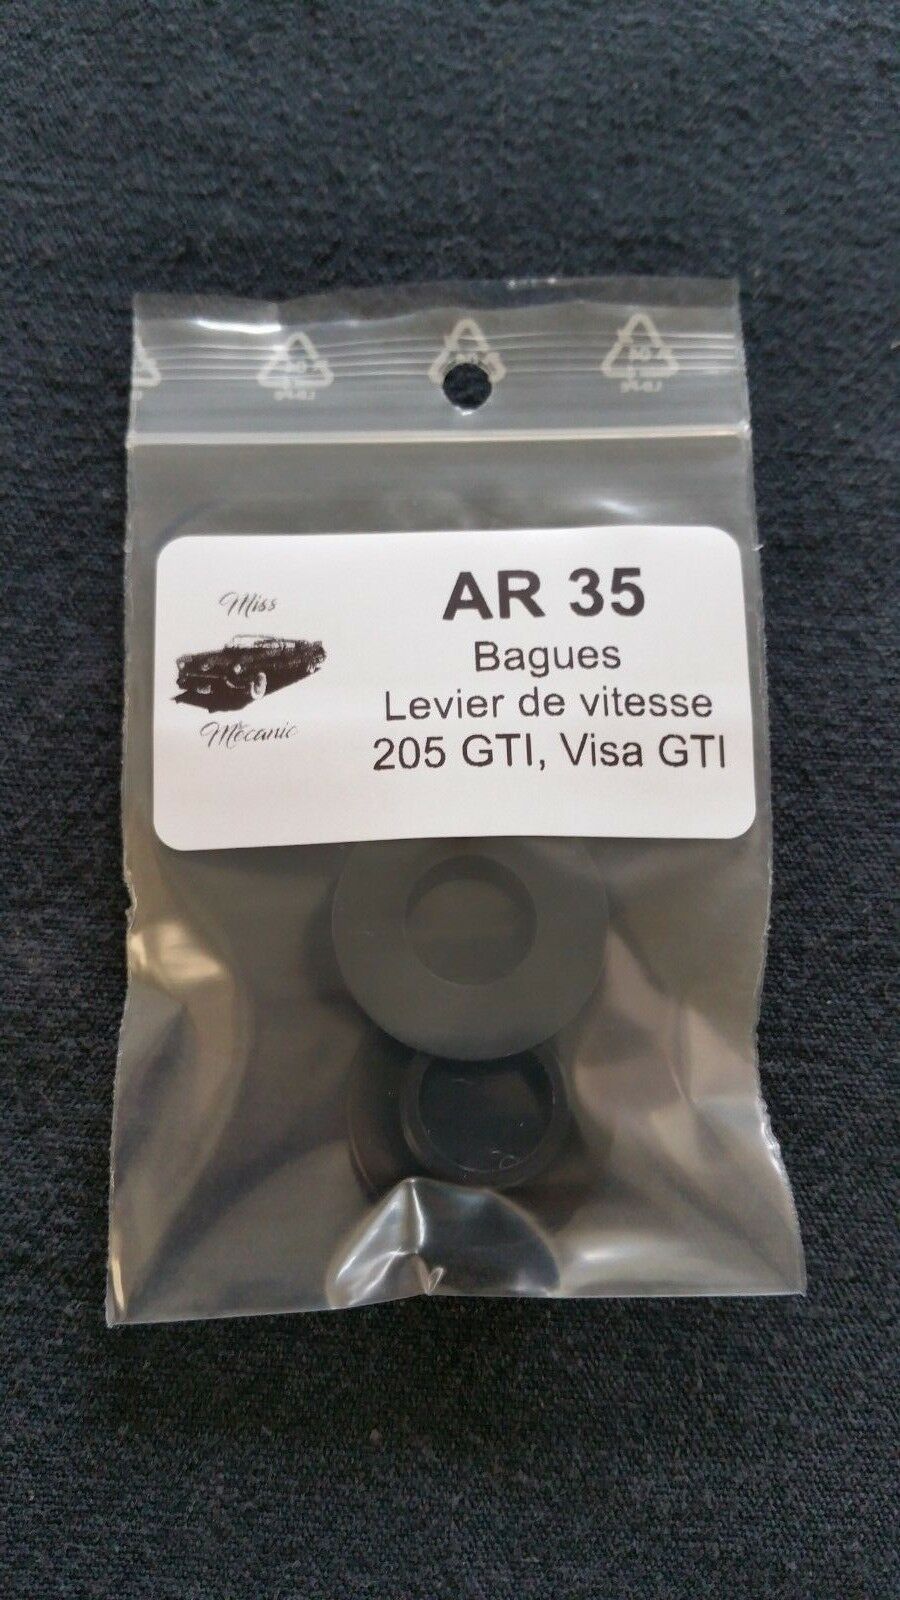 Miss
Mécanic
AR 35
Bagues
Levier de vitesse
205 GTI, Visa GTI